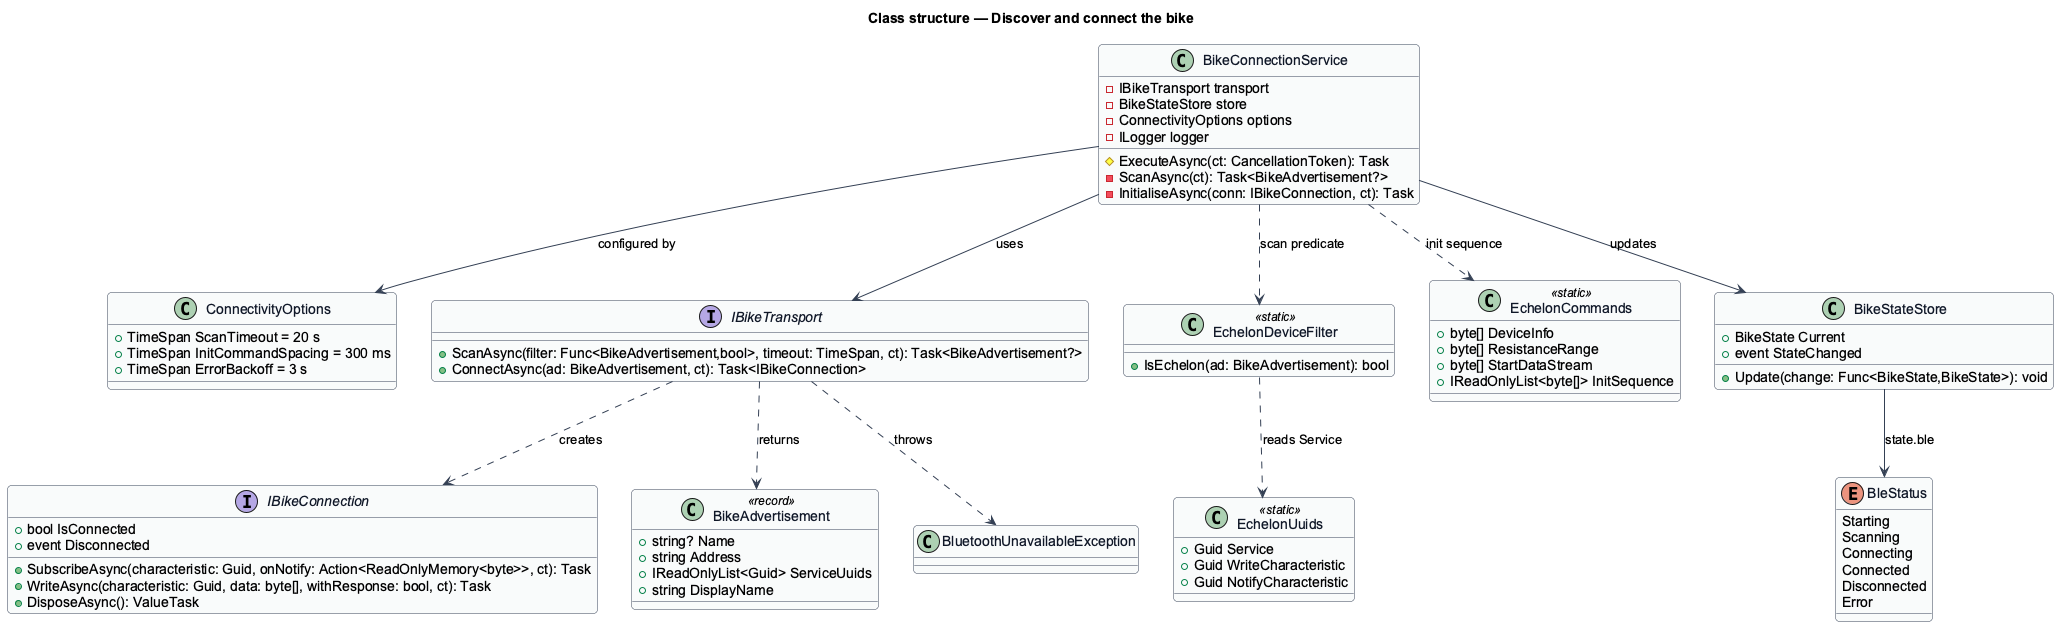 Class structure — Discover and connect the bike
C BikeConnectionService
IBikeTransport transport
BikeStateStore store
ConnectivityOptions options
ILogger logger
ExecuteAsync(ct: CancellationToken): Task
ScanAsync(ct): Task<BikeAdvertisement?>
InitialiseAsync(conn: IBikeConnection, ct): Task
configured by
uses
scan predicate
init sequence
updates
C ConnectivityOptions
TimeSpan ScanTimeout = 20 s
TimeSpan InitCommandSpacing = 300 ms
TimeSpan ErrorBackoff = 3 s
I IBikeTransport
ScanAsync(filter: Func<BikeAdvertisement,bool>, timeout: TimeSpan, ct): Task<BikeAdvertisement?>
ConnectAsync(ad: BikeAdvertisement, ct): Task<IBikeConnection>
C «static»
EchelonDeviceFilter
IsEchelon(ad: BikeAdvertisement): bool
C «static»
EchelonCommands
byte[] DeviceInfo
byte[] ResistanceRange
byte[] StartDataStream
IReadOnlyList<byte[]> InitSequence
C BikeStateStore
BikeState Current
event StateChanged
Update(change: Func<BikeState,BikeState>): void
creates
returns
throws
reads Service
state.ble
I IBikeConnection
bool IsConnected
event Disconnected
SubscribeAsync(characteristic: Guid, onNotify: Action<ReadOnlyMemory<byte>>, ct): Task
WriteAsync(characteristic: Guid, data: byte[], withResponse: bool, ct): Task
DisposeAsync(): ValueTask
C «record»
BikeAdvertisement
string? Name
string Address
IReadOnlyList<Guid> ServiceUuids
string DisplayName
C BluetoothUnavailableException
C «static»
EchelonUuids
Guid Service
Guid WriteCharacteristic
Guid NotifyCharacteristic
E BleStatus
Starting
Scanning
Connecting
Connected
Disconnected
Error